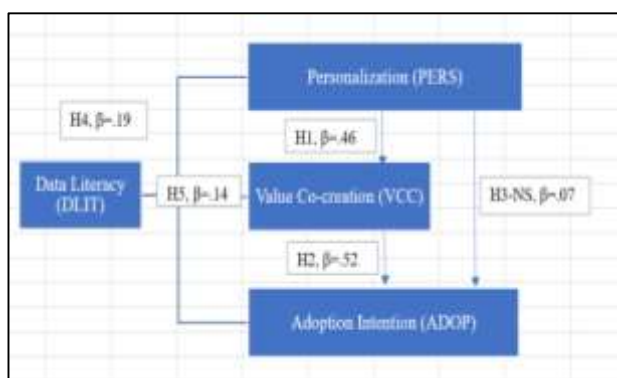 Personalization (PERS)
H4, β=.19
H1, β=.46
Data Literacy
(DLIT)
H5, β=.14
Value Co-creation (VCC)
H3-NS, β=.07
H2, β=.52
Adoption Intention (ADOP)